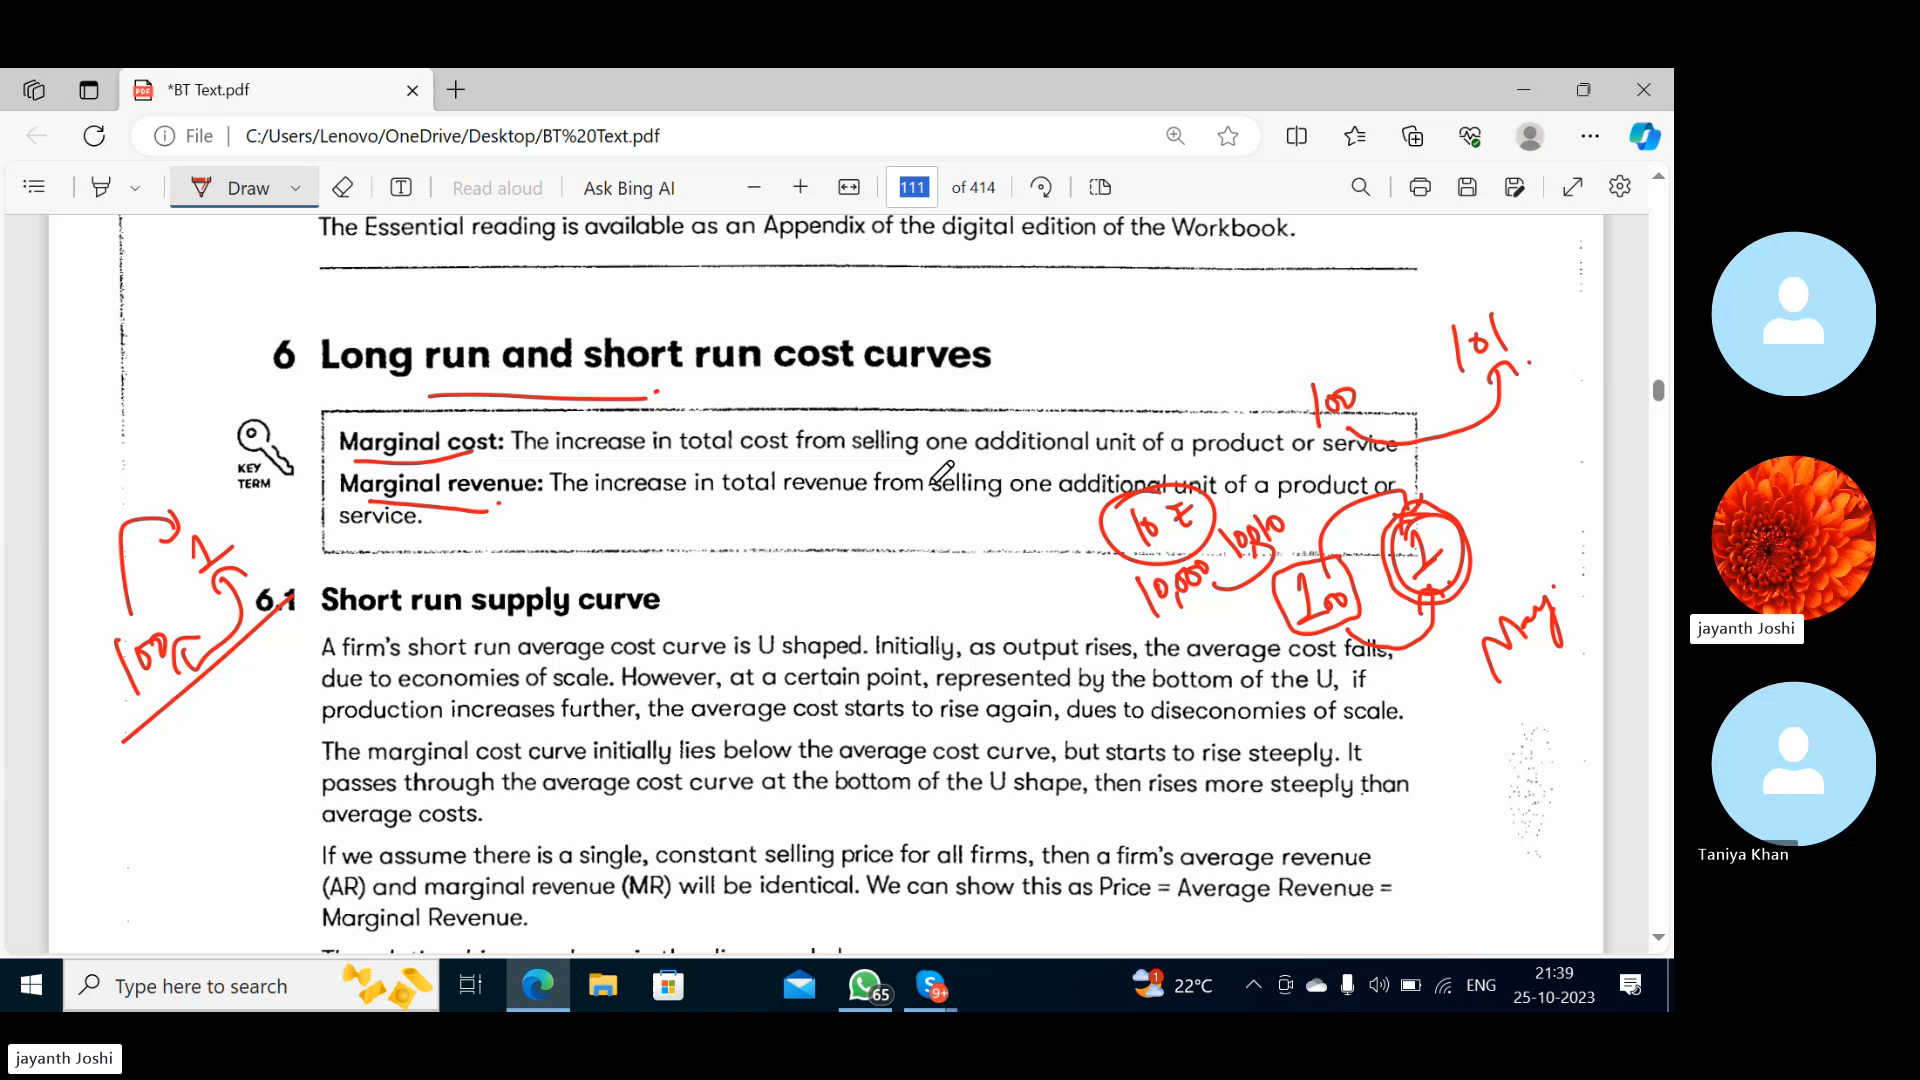 *BT Text.pdf
File
C:/Users/Lenovo/OneDrive/Desktop/BT%20Text.pdf
Draw
Read aloud
Ask Bing AI
111 of 414
The Essential reading is available as an Appendix of the digital edition of the Workbook.
6 Long run and short run cost curves
101
100
KEY
TERM
Marginal cost: The increase in total cost from selling one additional unit of a product or service
Marginal revenue: The increase in total revenue from selling one additional unit of a product or
service.
10
10,010
10,000
100
1
100
6.1 Short run supply curve
A firm's short run average cost curve is U shaped. Initially, as output rises, the average cost falls,
due to economies of scale. However, at a certain point, represented by the bottom of the U, if
production increases further, the average cost starts to rise again, dues to diseconomies of scale.
The marginal cost curve initially lies below the average cost curve, but starts to rise steeply. It
passes through the average cost curve at the bottom of the U shape, then rises more steeply than
average costs.
If we assume there is a single, constant selling price for all firms, then a firm's average revenue
(AR) and marginal revenue (MR) will be identical. We can show this as Price = Average Revenue =
Marginal Revenue.
jayanth Joshi
Taniya Khan
Type here to search
65
9+
1
22°C
ENG
21:39
25-10-2023
jayanth Joshi